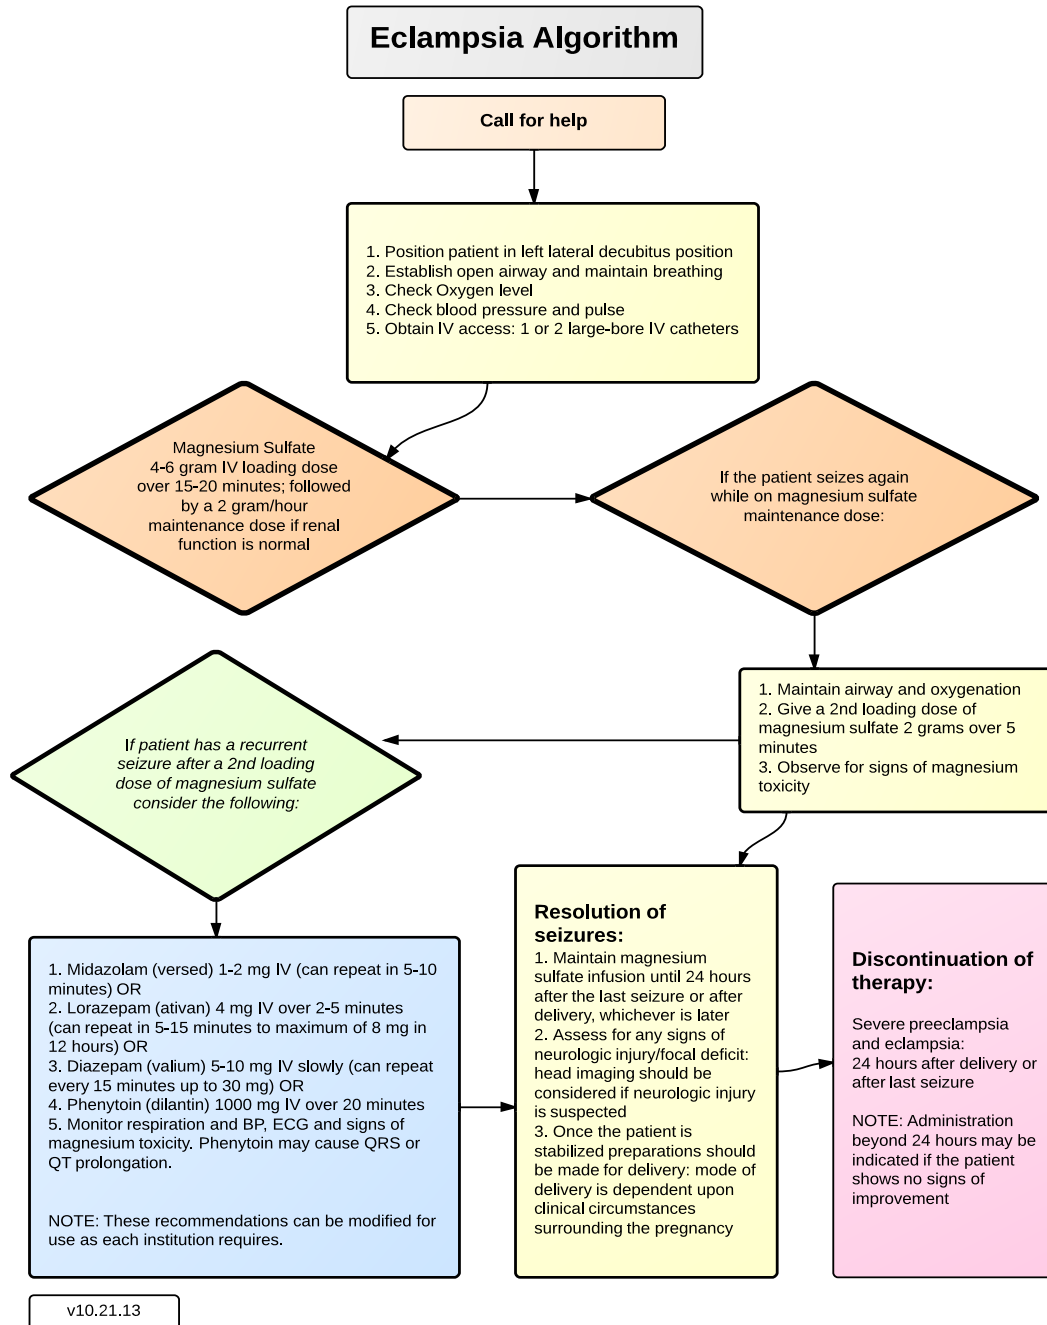 Eclampsia Algorithm
Call for help
1. Position patient in left lateral decubitus position
2. Establish open airway and maintain breathing
3. Check Oxygen level
4. Check blood pressure and pulse
5. Obtain IV access: 1 or 2 large-bore IV catheters
Magnesium Sulfate
4-6 gram IV loading dose
over 15-20 minutes; followed
by a 2 gram/hour
maintenance dose if renal
function is normal
If the patient seizes again
while on magnesium sulfate
maintenance dose:
1. Maintain airway and oxygenation
2. Give a 2nd loading dose of
magnesium sulfate 2 grams over 5
minutes
3. Observe for signs of magnesium
toxicity
If patient has a recurrent
seizure after a 2nd loading
dose of magnesium sulfate
consider the following:
1. Midazolam (versed) 1-2 mg IV (can repeat in 5-10
minutes) OR
2. Lorazepam (ativan) 4 mg IV over 2-5 minutes
(can repeat in 5-15 minutes to maximum of 8 mg in
12 hours) OR
3. Diazepam (valium) 5-10 mg IV slowly (can repeat
every 15 minutes up to 30 mg) OR
4. Phenytoin (dilantin) 1000 mg IV over 20 minutes
5. Monitor respiration and BP, ECG and signs of
magnesium toxicity. Phenytoin may cause QRS or
QT prolongation.
NOTE: These recommendations can be modified for
use as each institution requires.
Resolution of
seizures:
1. Maintain magnesium
sulfate infusion until 24 hours
after the last seizure or after
delivery, whichever is later
2. Assess for any signs of
neurologic injury/focal deficit:
head imaging should be
considered if neurologic injury
is suspected
3. Once the patient is
stabilized preparations should
be made for delivery: mode of
delivery is dependent upon
clinical circumstances
surrounding the pregnancy
Discontinuation of
therapy:
Severe preeclampsia
and eclampsia:
24 hours after delivery or
after last seizure
NOTE: Administration
beyond 24 hours may be
indicated if the patient
shows no signs of
improvement
v10.21.13